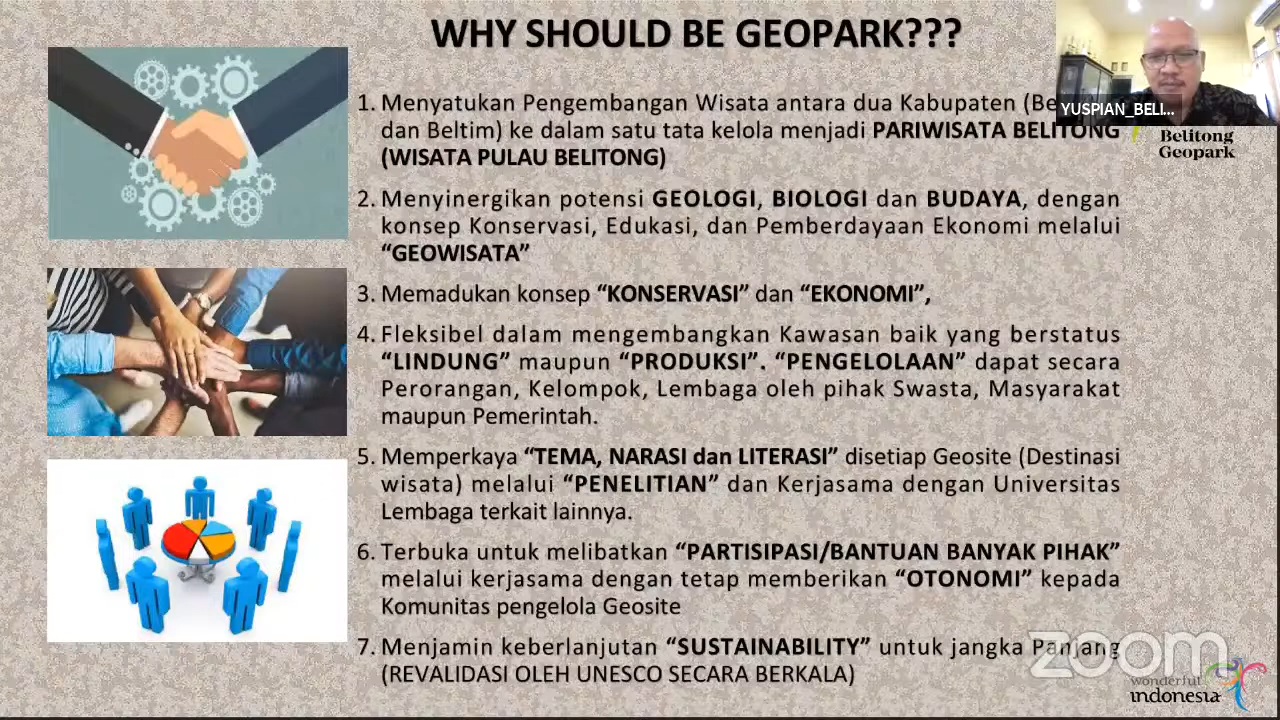 WHY SHOULD BE GEOPARK???
1. Menyatukan Pengembangan Wisata antara dua Kabupaten
dan Beltim) ke dalam satu tata kelola menjadi PARIWISATA BELITONG
(WISATA PULAU BELITONG)
2. Menyinergikan potensi GEOLOGI, BIOLOGI dan BUDAYA, dengan
konsep Konservasi, Edukasi, dan Pemberdayaan Ekonomi melalui
“GEOWISATA”
3. Memadukan konsep “KONSERVASI” dan “EKONOMI”,
4. Fleksibel dalam mengembangkan Kawasan baik yang berstatus
“LINDUNG” maupun “PRODUKSI”. “PENGELOLAAN” dapat secara
Perorangan, Kelompok, Lembaga oleh pihak Swasta, Masyarakat
maupun Pemerintah.
5. Memperkaya “TEMA, NARASI dan LITERASI” disetiap Geosite (Destinasi
wisata) melalui “PENELITIAN” dan Kerjasama dengan Universitas
Lembaga terkait lainnya.
6. Terbuka untuk melibatkan “PARTISIPASI/BANTUAN BANYAK PIHAK”
melalui kerjasama dengan tetap memberikan “OTONOMI” kepada
Komunitas pengelola Geosite
7. Menjamin keberlanjutan “SUSTAINABILITY” untuk jangka Panjang
(REVALIDASI OLEH UNESCO SECARA BERKALA)
YUSPIAN_BELI...
Belitong
Geopark
zoom
wonderful
indonesia